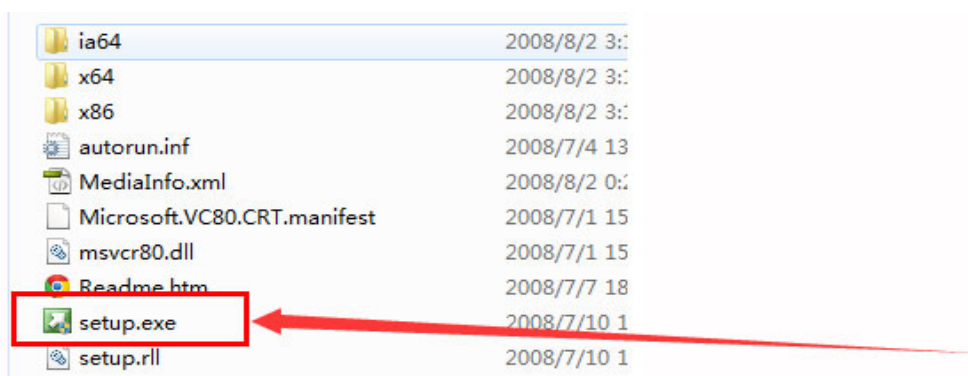 ia64 2008/8/2 3:
x64 2008/8/2 3:
x86 2008/8/2 3:
autorun.inf 2008/7/4 13
MediaInfo.xml 2008/8/2 0:
Microsoft.VC80.CRT.manifest 2008/7/1 15
msvcr80.dll 2008/7/1 15
Readme.htm 2008/7/7 18
setup.exe 2008/7/10 1
setup.rll 2008/7/10 1